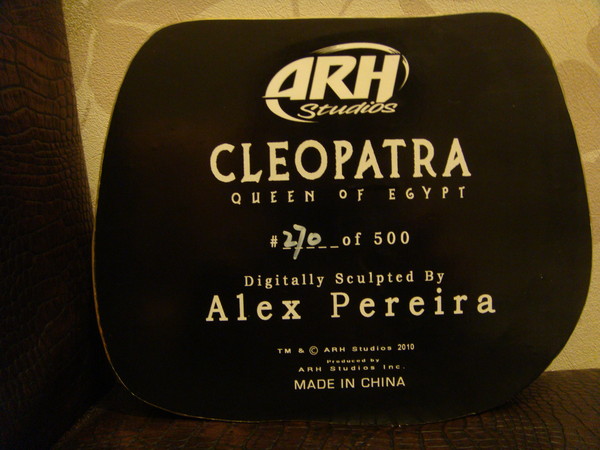 ARH
Studios
CLEOPATRA
QUEEN OF EGYPT
#270 of 500
Digitally Sculpted By
Alex Pereira
TM & © ARH Studios 2010
Produced by
ARH Studios Inc.
MADE IN CHINA